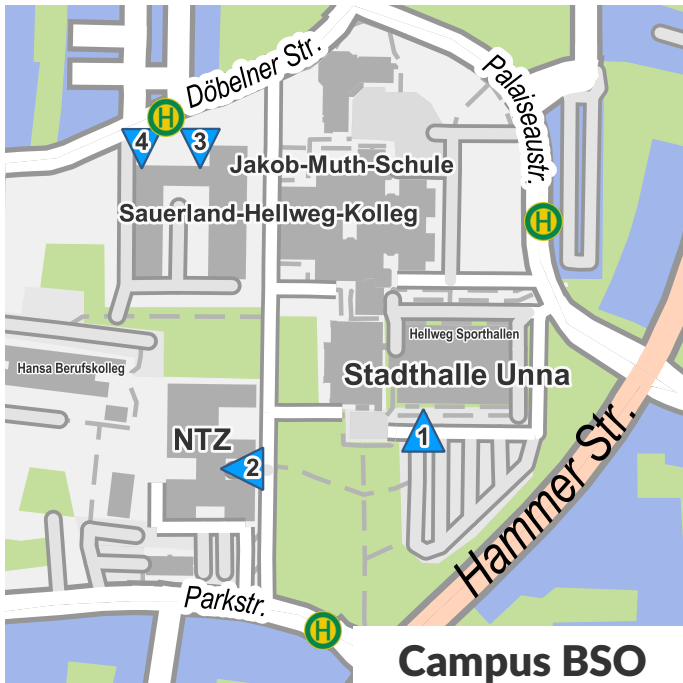 Döbelner Str.
Palaiseaustr.
H
4
3
Jakob-Muth-Schule
Sauerland-Hellweg-Kolleg
H
Hellweg Sporthallen
Hansa Berufskolleg
Stadthalle Unna
NTZ
1
2
Hammer Str.
Parkstr.
H
Campus BSO